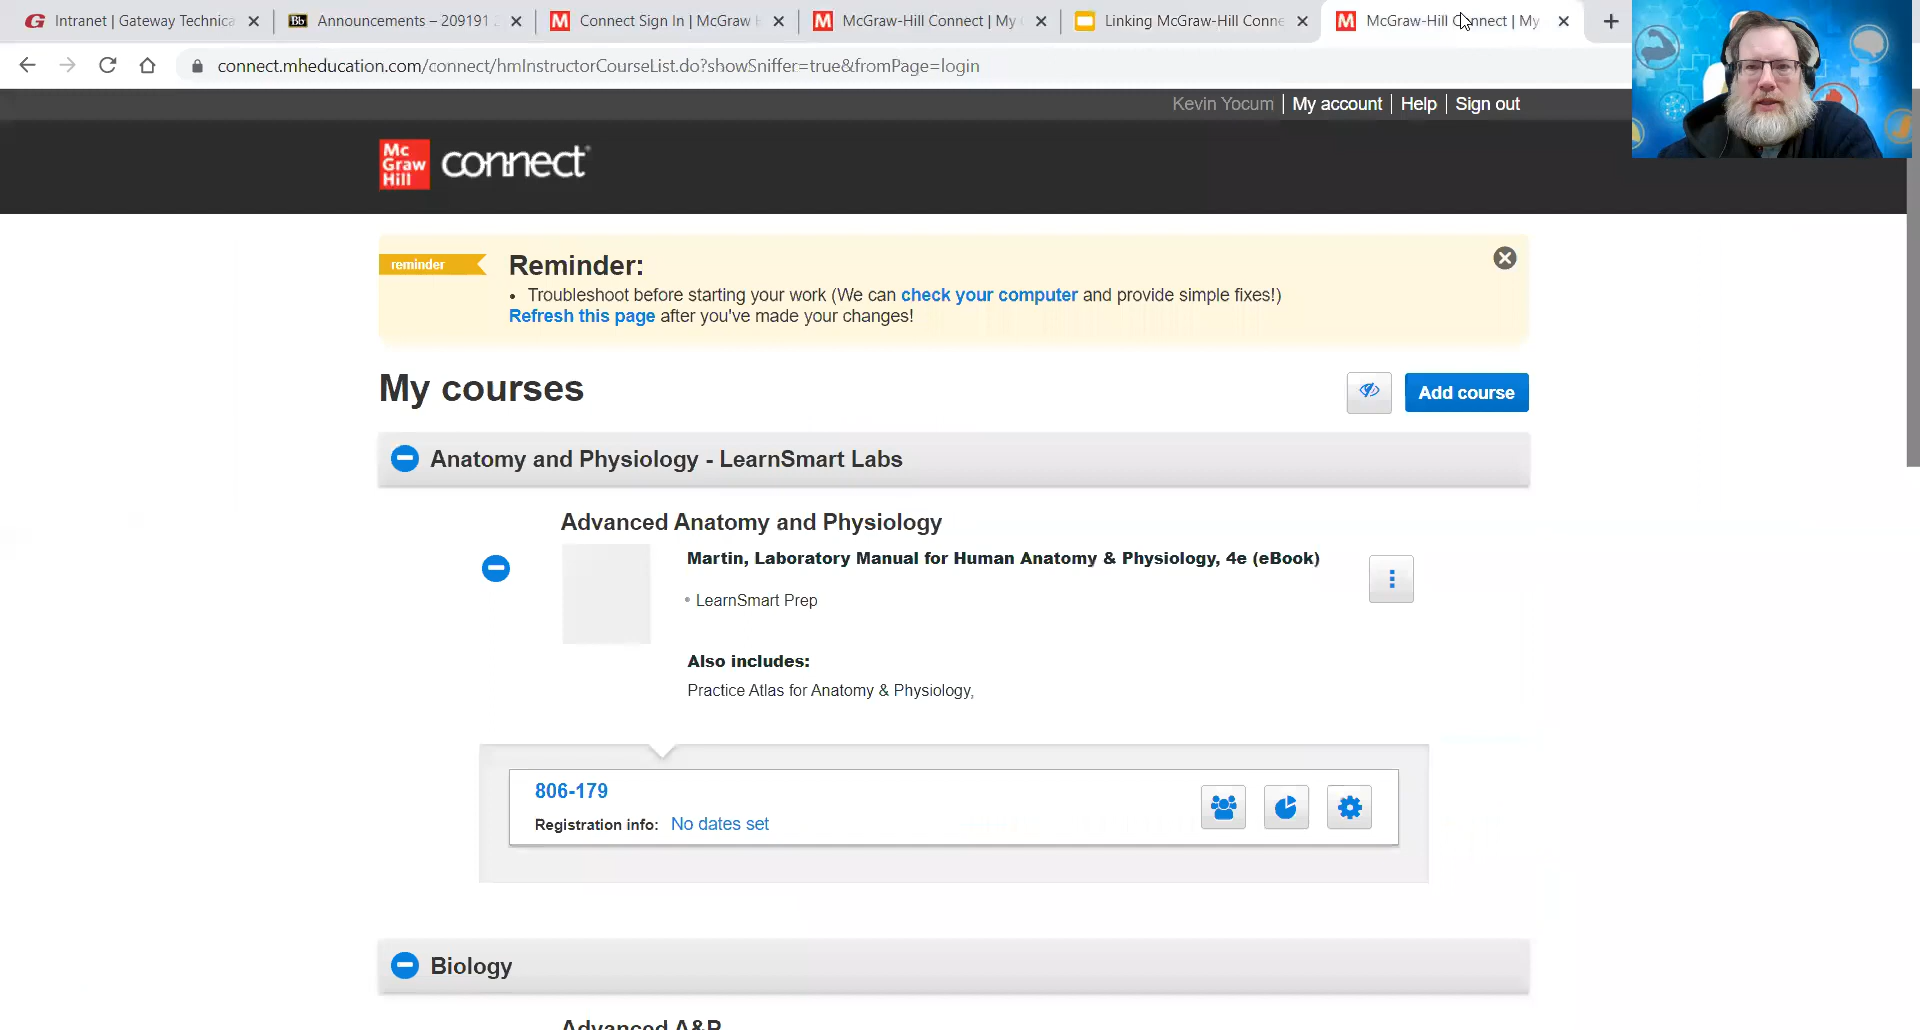 Intranet | Gateway Technica
Announcements – 209191 2
Connect Sign In | McGraw
McGraw-Hill Connect | My
Linking McGraw-Hill Conne
McGraw-Hill Connect | My
connect.mheducation.com/connect/hmInstructorCourseList.do?showSniffer=true&fromPage=login
Kevin Yocum | My account | Help | Sign out
Mc
Graw
Hill
connect
reminder
Reminder:
• Troubleshoot before starting your work (We can check your computer and provide simple fixes!)
Refresh this page after you've made your changes!
My courses
Add course
Anatomy and Physiology - LearnSmart Labs
Advanced Anatomy and Physiology
Martin, Laboratory Manual for Human Anatomy & Physiology, 4e (eBook)
• LearnSmart Prep
Also includes:
Practice Atlas for Anatomy & Physiology,
806-179
Registration info: No dates set
Biology
Advanced A&P